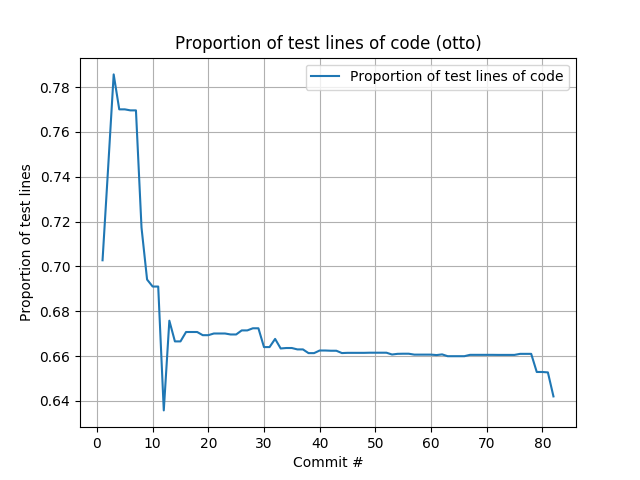 Proportion of test lines of code (otto)
Proportion of test lines of code
0.78
0.76
0.74
0.72
0.70
0.68
0.66
0.64
Proportion of test lines
0 10 20 30 40 50 60 70 80
Commit #